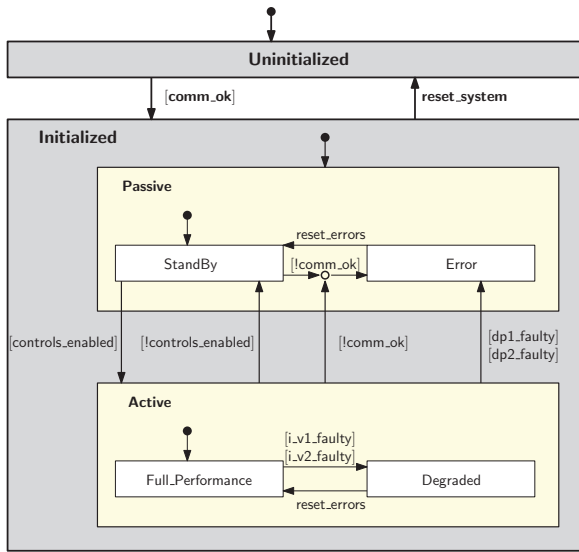 Uninitialized
[comm_ok]
reset_system
Initialized
Passive
reset_errors
StandBy
[!comm_ok]
Error
[controls_enabled]
[!controls_enabled]
[!comm_ok]
[dp1_faulty]
[dp2_faulty]
Active
[i_v1_faulty]
[i_v2_faulty]
Full_Performance
Degraded
reset_errors